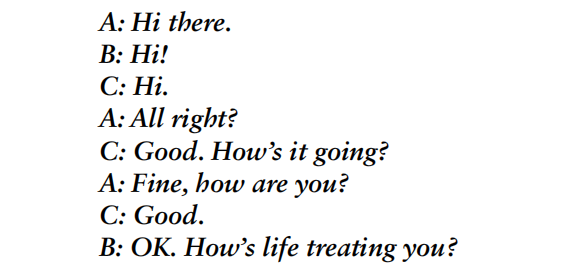 A: Hi there.
B: Hi!
C: Hi.
A: All right?
C: Good. How’s it going?
A: Fine, how are you?
C: Good.
B: OK. How’s life treating you?